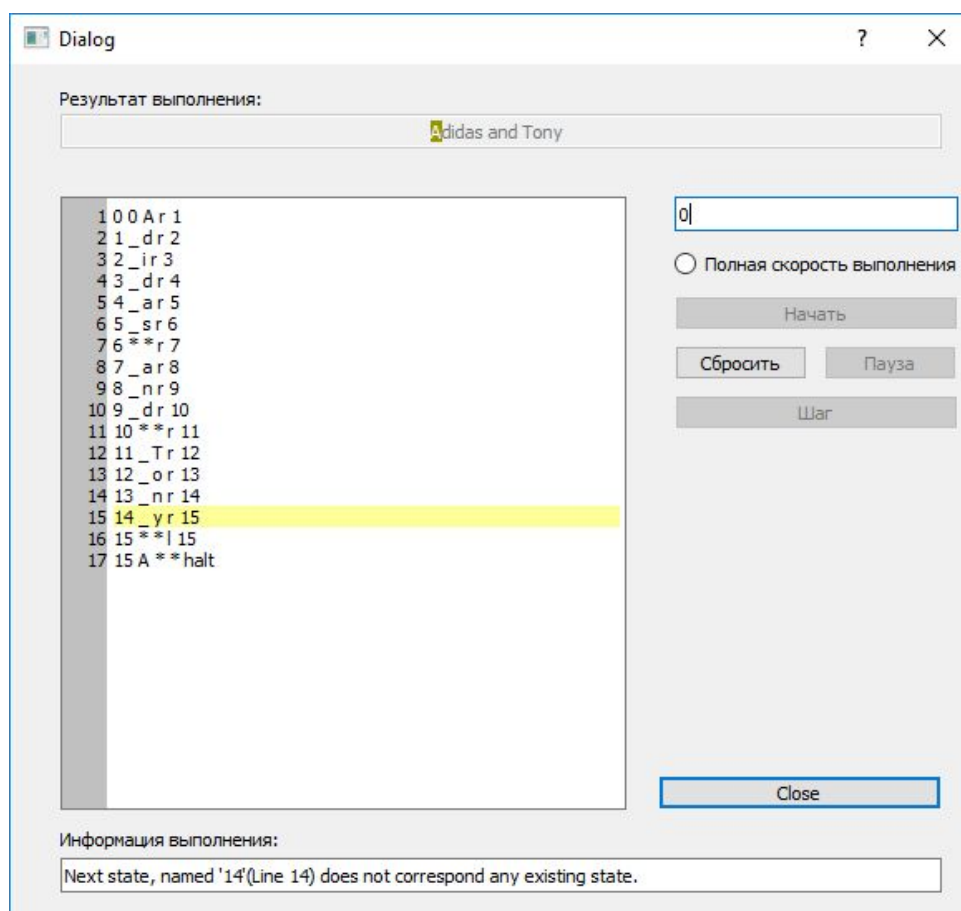 Dialog
?
Результат выполнения:
Adidas and Tony
1 0 0 A r 1
2 1 _ d r 2
3 2 _ i r 3
4 3 _ d r 4
5 4 _ a r 5
6 5 _ s r 6
7 6 * * r 7
8 7 _ a r 8
9 8 _ n r 9
10 9 _ d r 10
11 10 * * r 11
12 11 _ T r 12
13 12 _ o r 13
14 13 _ n r 14
15 14 _ y r 15
16 15 * * l 15
17 15 A * * halt
0
Полная скорость выполнения
Начать
Сбросить Пауза
Шаг
Close
Информация выполнения:
Next state, named '14'(Line 14) does not correspond any existing state.